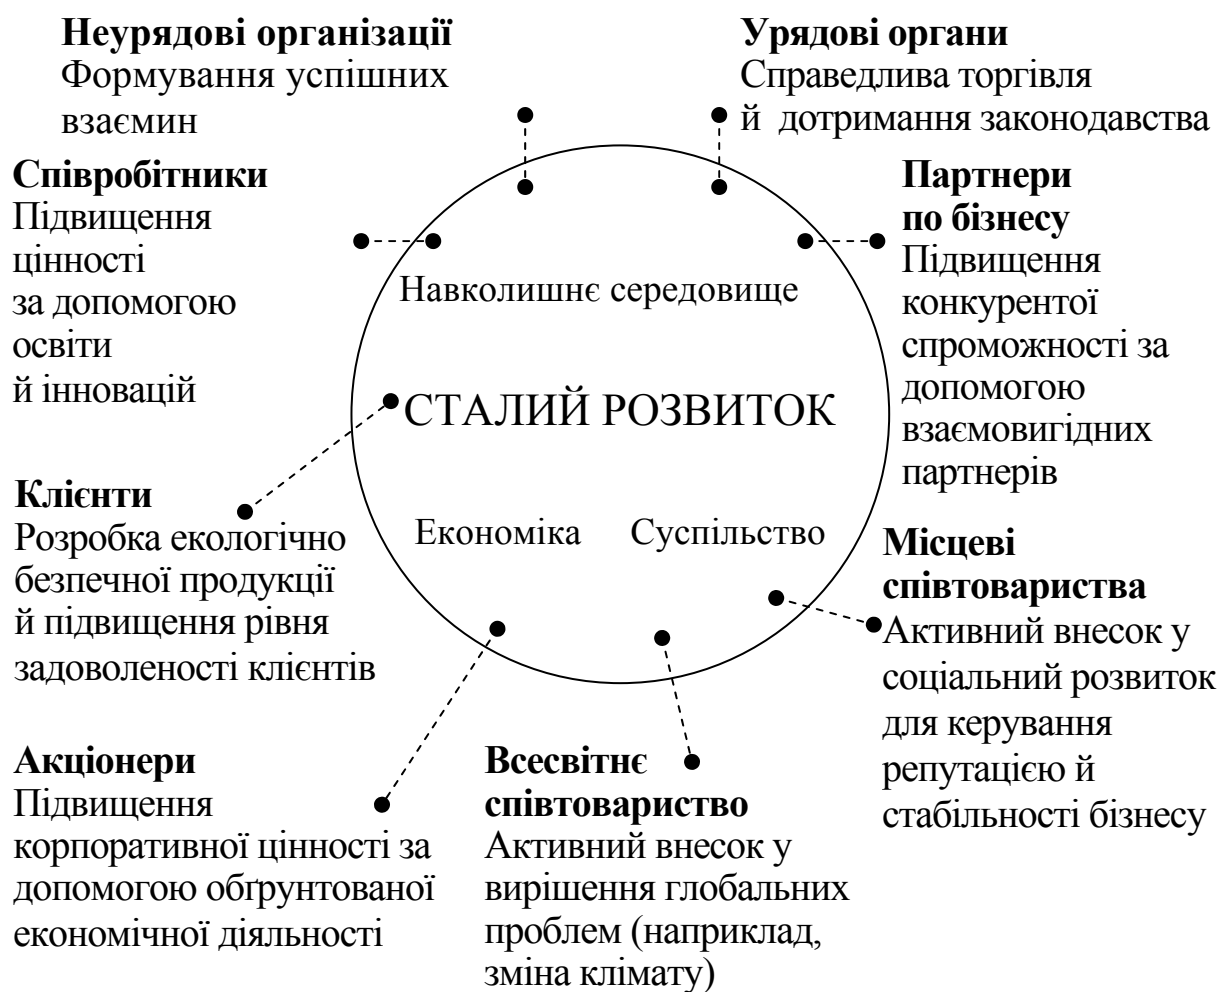 Неурядові організації
Формування успішних
взаємин
Урядові органи
Справедлива торгівля
й дотримання законодавства
Співробітники
Підвищення
цінності
за допомогою
освіти
й інновацій
Партнери
по бізнесу
Підвищення
конкурентої
спроможності за
допомогою
взаємовигідних
партнерів
Навколишнє середовище
СТАЛИЙ РОЗВИТОК
Економіка
Суспільство
Клієнти
Розробка екологічно
безпечної продукції
й підвищення рівня
задоволеності клієнтів
Місцеві
співтовариства
Активний внесок у
соціальний розвиток
для керування
репутацією й
стабільності бізнесу
Акціонери
Підвищення
корпоративної цінності за
допомогою обґрунтованої
економічної діяльності
Всесвітнє
співтовариство
Активний внесок у
вирішення глобальних
проблем (наприклад,
зміна клімату)